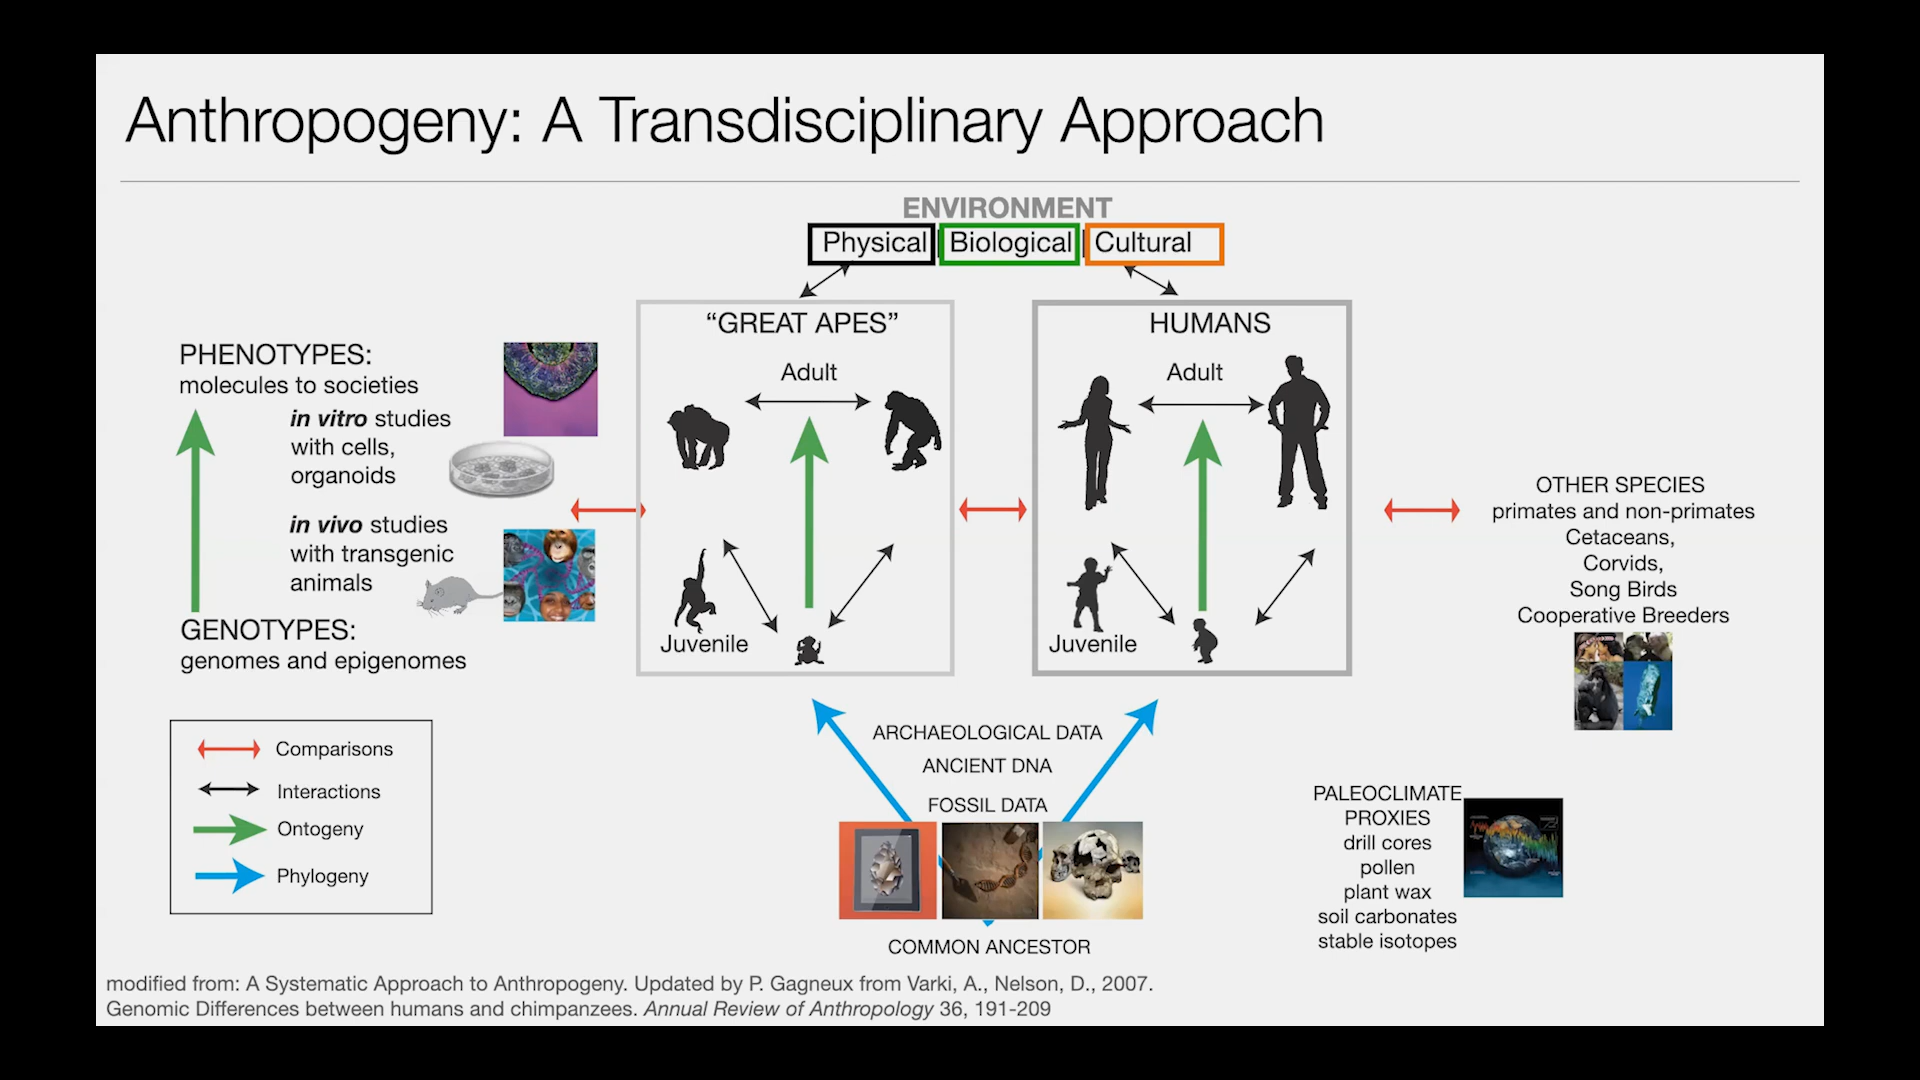 Anthropogeny: A Transdisciplinary Approach
ENVIRONMENT
Physical Biological Cultural
PHENOTYPES:
molecules to societies
in vitro studies
with cells,
organoids
in vivo studies
with transgenic
animals
GENOTYPES:
genomes and epigenomes
"GREAT APES"
Adult
Juvenile
HUMANS
Adult
Juvenile
OTHER SPECIES
primates and non-primates
Cetaceans,
Corvids,
Song Birds
Cooperative Breeders
Comparisons
Interactions
Ontogeny
Phylogeny
ARCHAEOLOGICAL DATA
ANCIENT DNA
FOSSIL DATA
COMMON ANCESTOR
PALEOCLIMATE
PROXIES
drill cores
pollen
plant wax
soil carbonates
stable isotopes
modified from: A Systematic Approach to Anthropogeny. Updated by P. Gagneux from Varki, A., Nelson, D., 2007.
Genomic Differences between humans and chimpanzees. Annual Review of Anthropology 36, 191-209